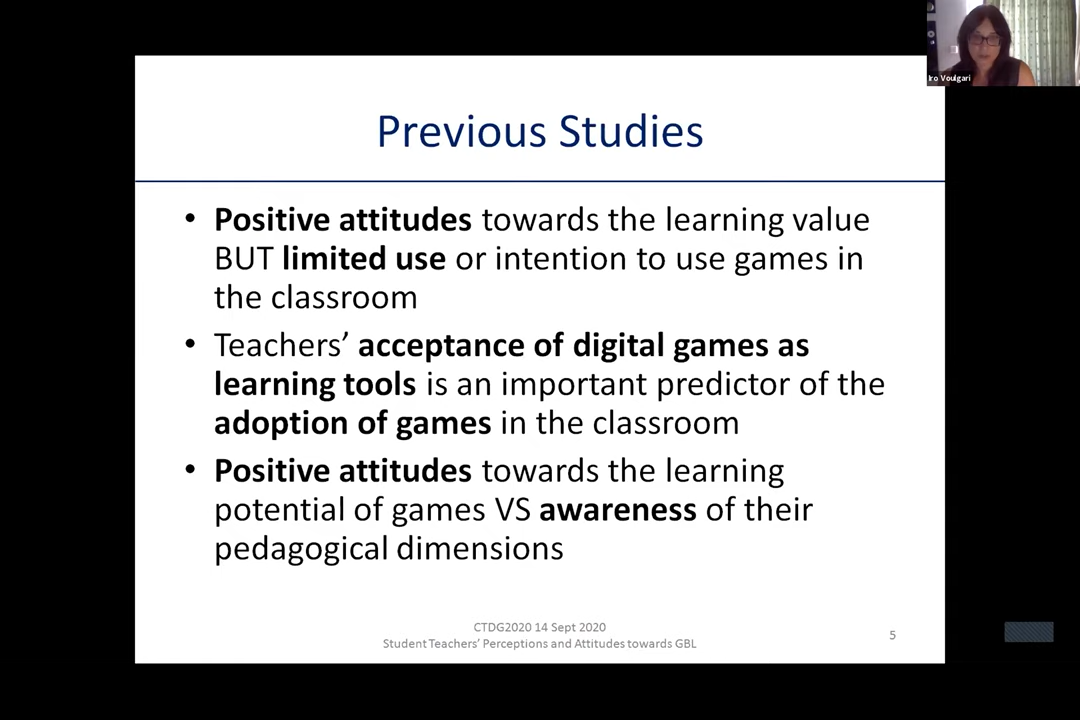 Iro Voulgari
Previous Studies
• Positive attitudes towards the learning value
BUT limited use or intention to use games in
the classroom
• Teachers’ acceptance of digital games as
learning tools is an important predictor of the
adoption of games in the classroom
• Positive attitudes towards the learning
potential of games VS awareness of their
pedagogical dimensions
CTDG2020 14 Sept 2020
Student Teachers’ Perceptions and Attitudes towards GBL
5